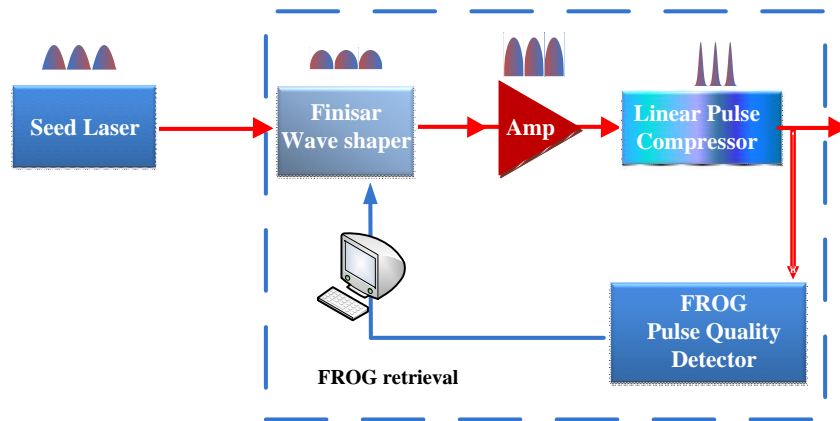 Seed Laser
Finisar
Wave shaper
Amp
Linear Pulse
Compressor
FROG
Pulse Quality
Detector
FROG retrieval